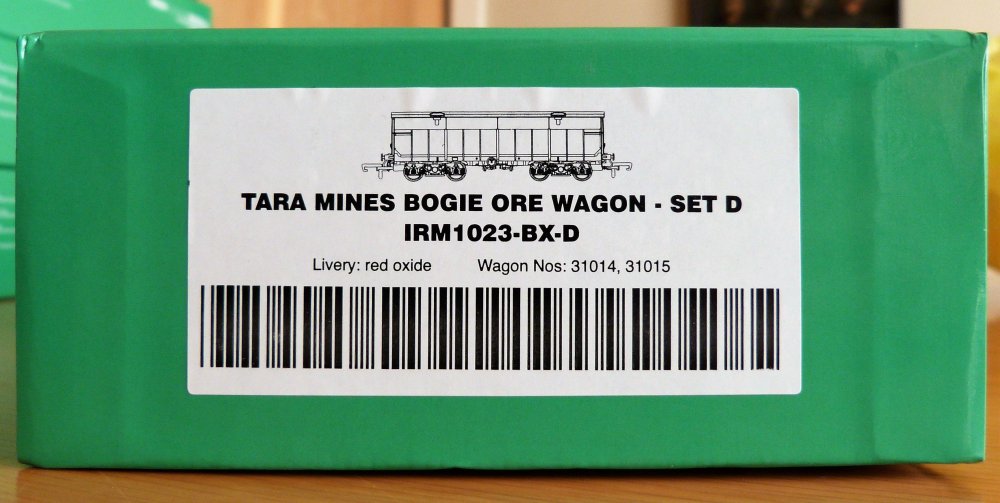 TARA MINES BOGIE ORE WAGON - SET D
IRM1023-BX-D
Livery: red oxide Wagon Nos: 31014, 31015